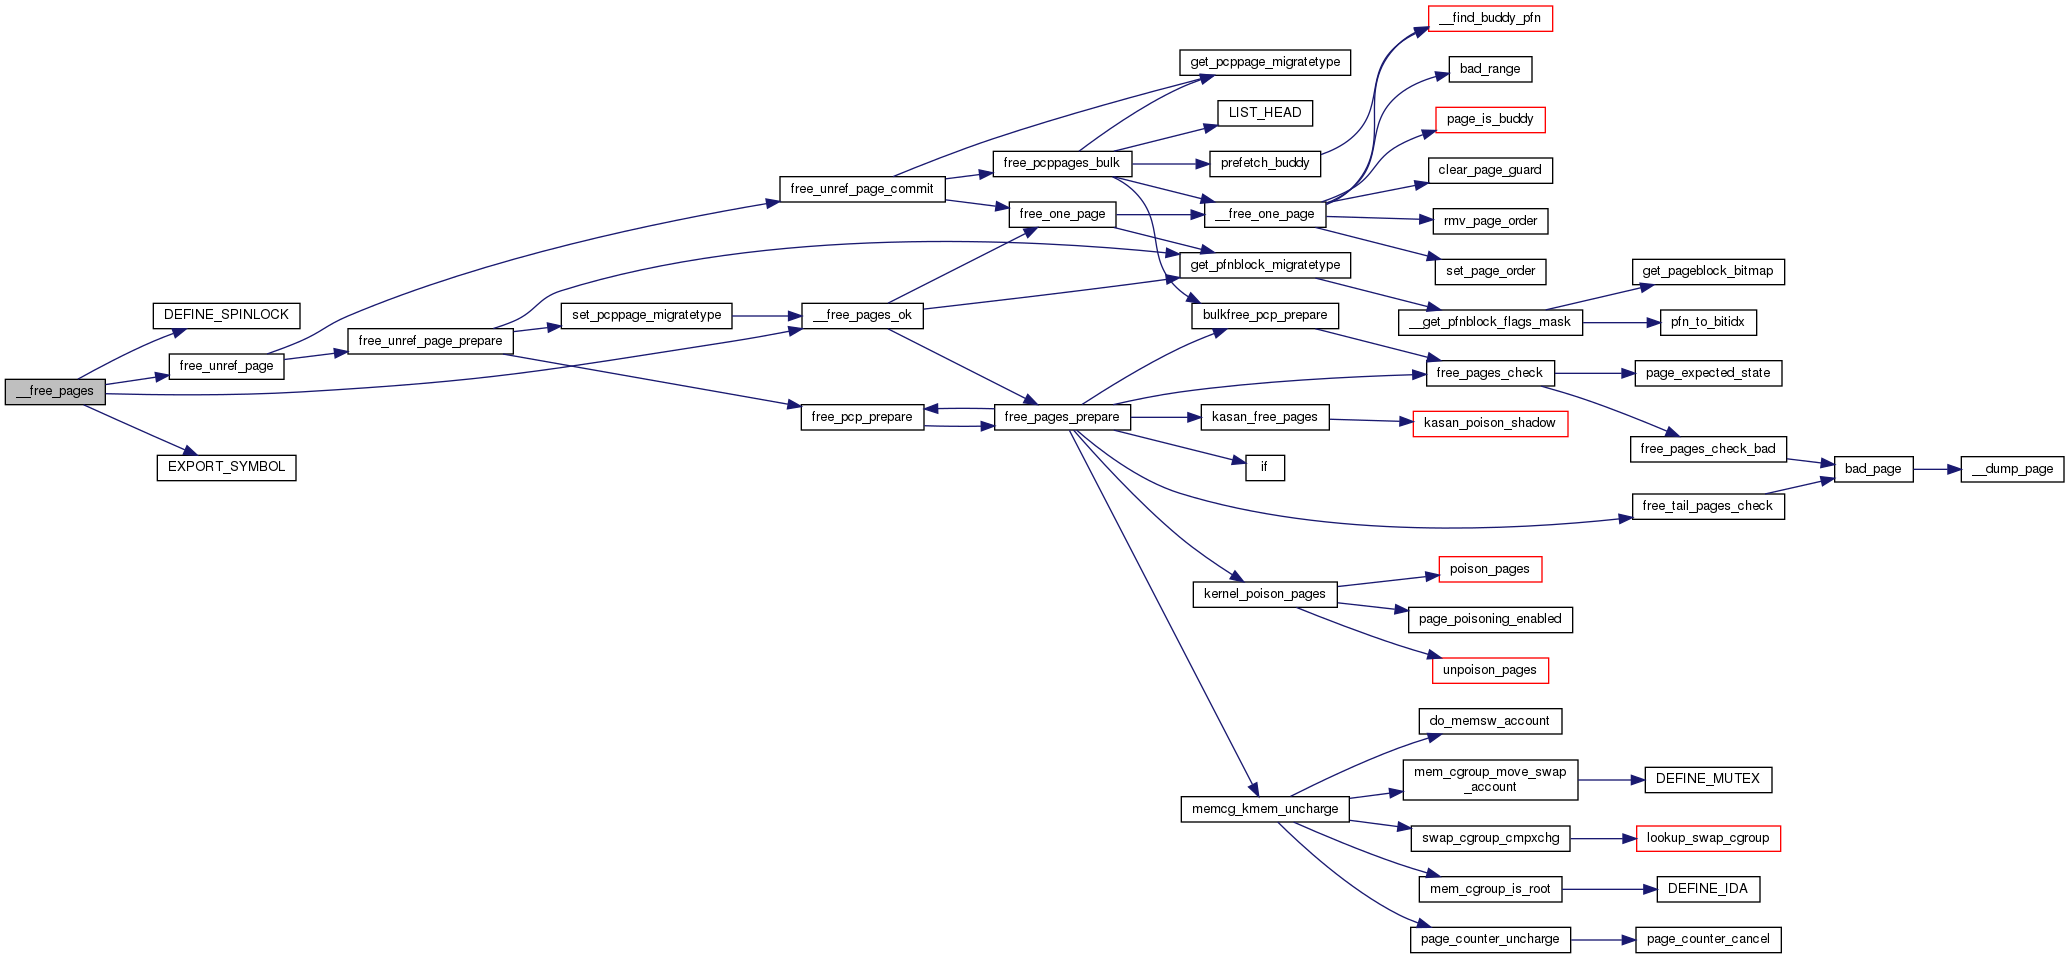 __free_pages
DEFINE_SPINLOCK
free_unref_page
EXPORT_SYMBOL
free_unref_page_prepare
set_pcppage_migratetype
free_unref_page_commit
__free_pages_ok
free_pcp_prepare
free_pcppages_bulk
free_one_page
free_pages_prepare
get_pcppage_migratetype
LIST_HEAD
prefetch_buddy
__free_one_page
get_pfnblock_migratetype
bulkfree_pcp_prepare
kasan_free_pages
if
kernel_poison_pages
memcg_kmem_uncharge
__find_buddy_pfn
bad_range
page_is_buddy
clear_page_guard
rmv_page_order
set_page_order
__get_pfnblock_flags_mask
free_pages_check
kasan_poison_shadow
poison_pages
page_poisoning_enabled
unpoison_pages
do_memsw_account
mem_cgroup_move_swap
_account
swap_cgroup_cmpxchg
mem_cgroup_is_root
page_counter_uncharge
get_pageblock_bitmap
pfn_to_bitidx
page_expected_state
free_pages_check_bad
free_tail_pages_check
DEFINE_MUTEX
lookup_swap_cgroup
DEFINE_IDA
page_counter_cancel
bad_page
__dump_page